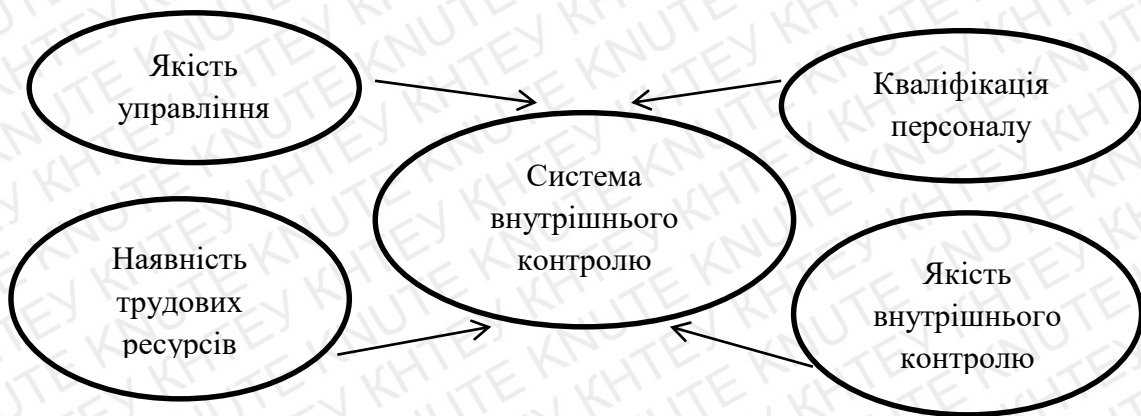 Якість
управління
Кваліфікація
персоналу
Система
внутрішнього
контролю
Наявність
трудових
ресурсів
Якість
внутрішнього
контролю